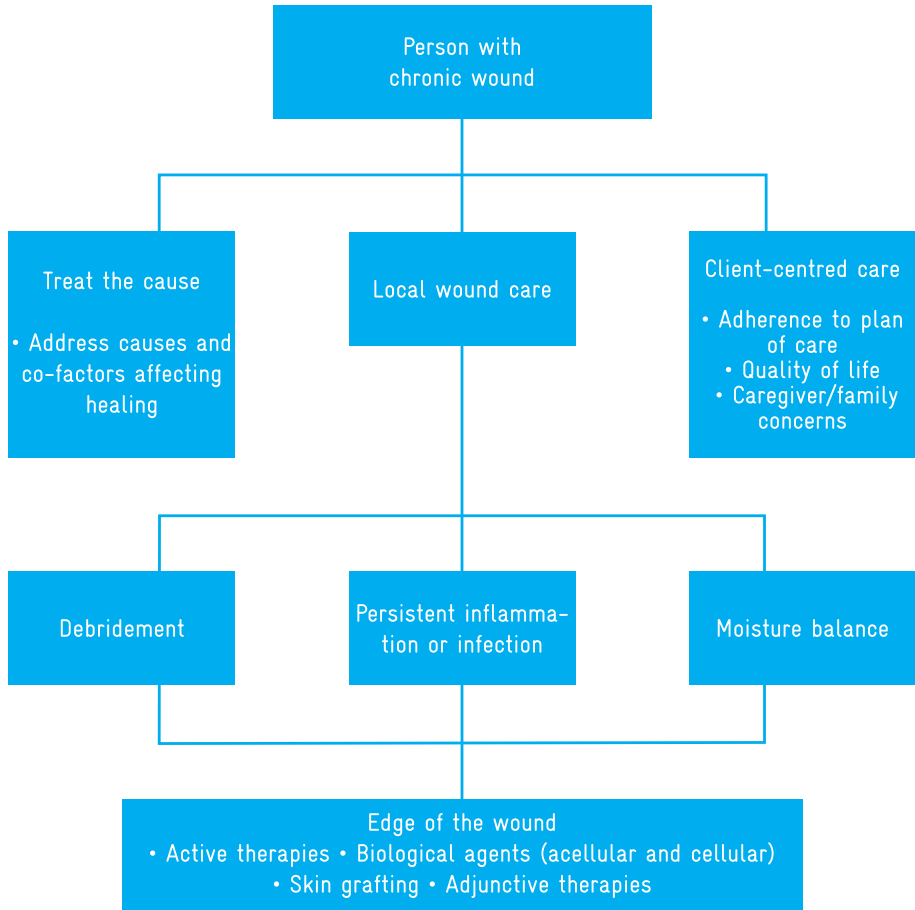 Person with
chronic wound
Treat the cause
• Address causes and
co-factors affecting
healing
Local wound care
Client-centred care
• Adherence to plan
of care
• Quality of life
• Caregiver/family
concerns
Debridement
Persistent inflamma-
tion or infection
Moisture balance
Edge of the wound
• Active therapies • Biological agents (acellular and cellular)
• Skin grafting • Adjunctive therapies